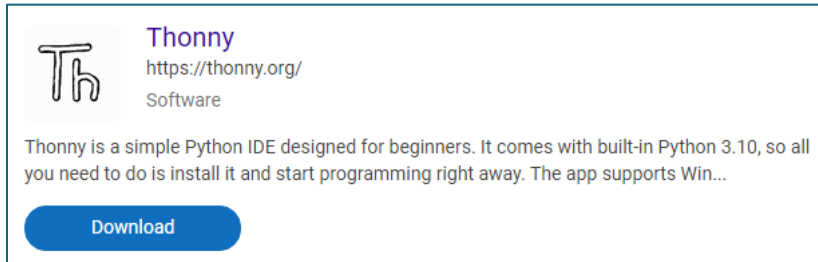 Th
Thonny
https://thonny.org/
Software
Thonny is a simple Python IDE designed for beginners. It comes with built-in Python 3.10, so all
you need to do is install it and start programming right away. The app supports Win...
Download